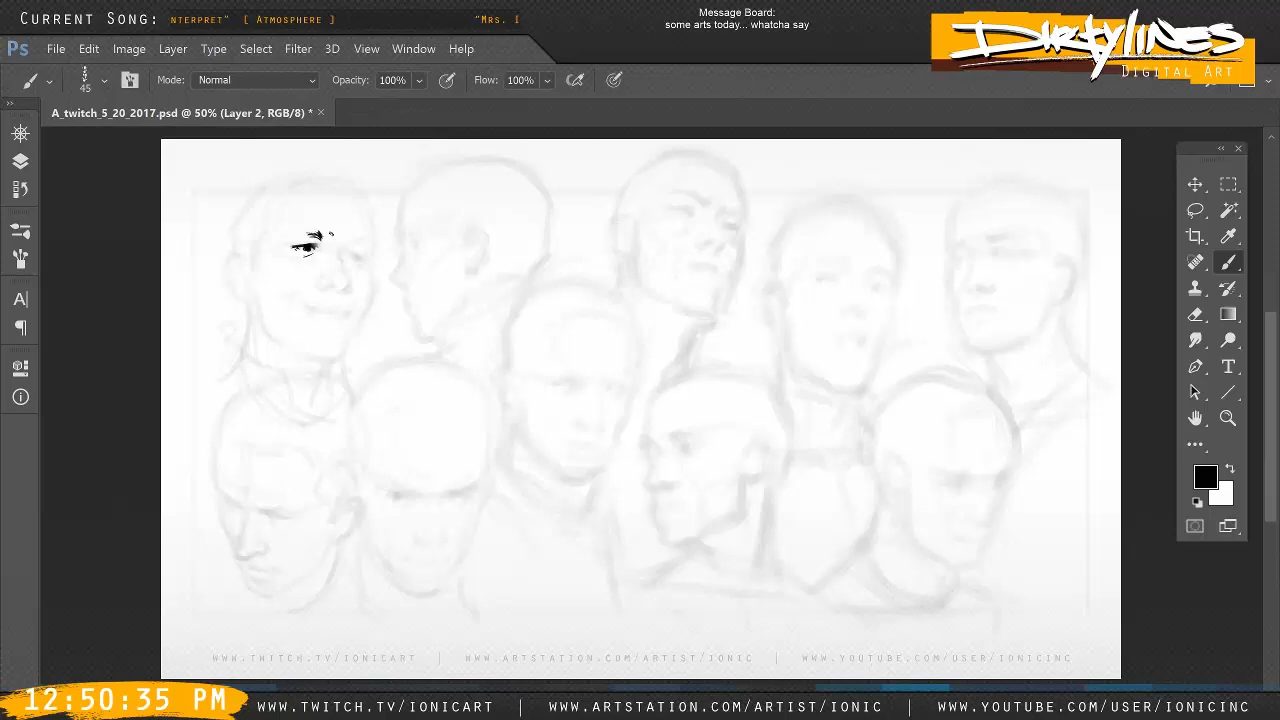 Current Song: nterpret" [ Atmosphere ] "Mrs. I
Message Board:
some arts today... whatcha say
Dirtylines
Digital Art
Ps File Edit Image Layer Type Select Filter 3D View Window Help
45 Mode: Normal Opacity: 100% Flow: 100%
A_twitch_5_20_2017.psd @ 50% (Layer 2, RGB/8) * ×
www.twitch.tv/ionicart | www.artstation.com/artist/ionic | www.youtube.com/user/ionicinc
12:50:35 PM www.twitch.tv/ionicart | www.artstation.com/artist/ionic | www.youtube.com/user/ionicinc